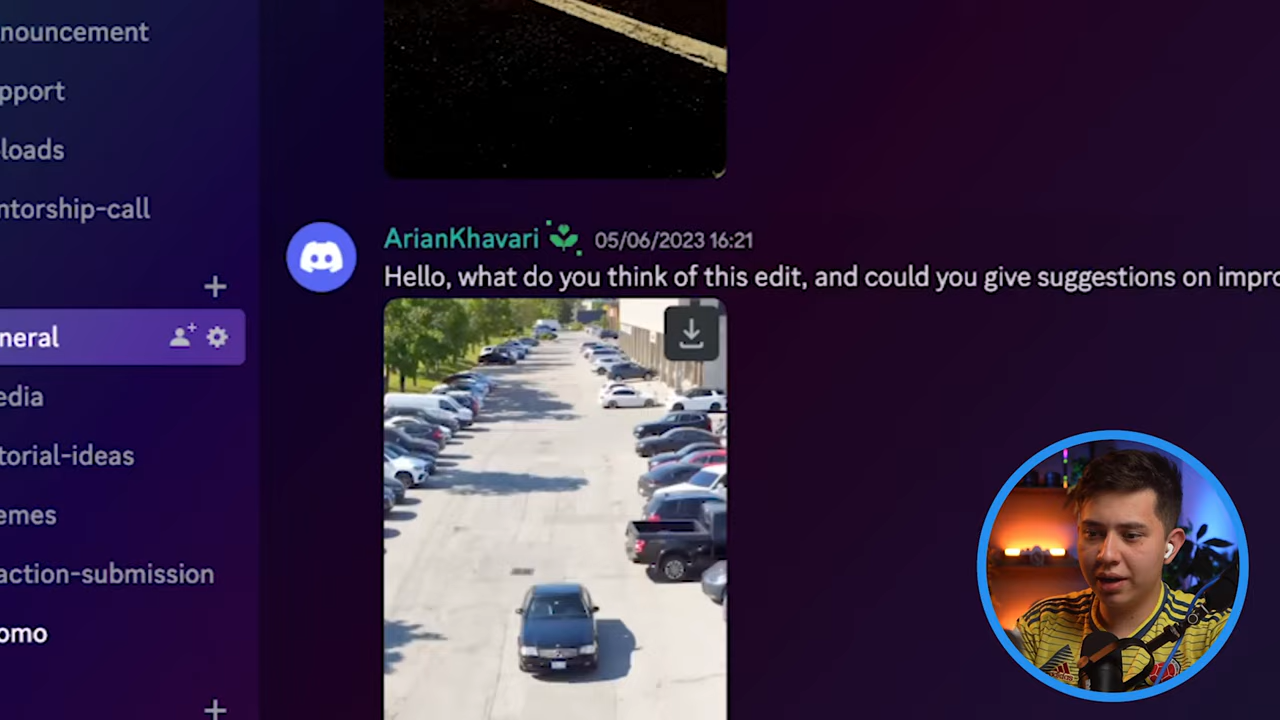 nouncement
pport
loads
ntorship-call
ArianKhavari 05/06/2023 16:21
Hello, what do you think of this edit, and could you give suggestions on impro
neral
edia
torial-ideas
emes
action-submission
omo